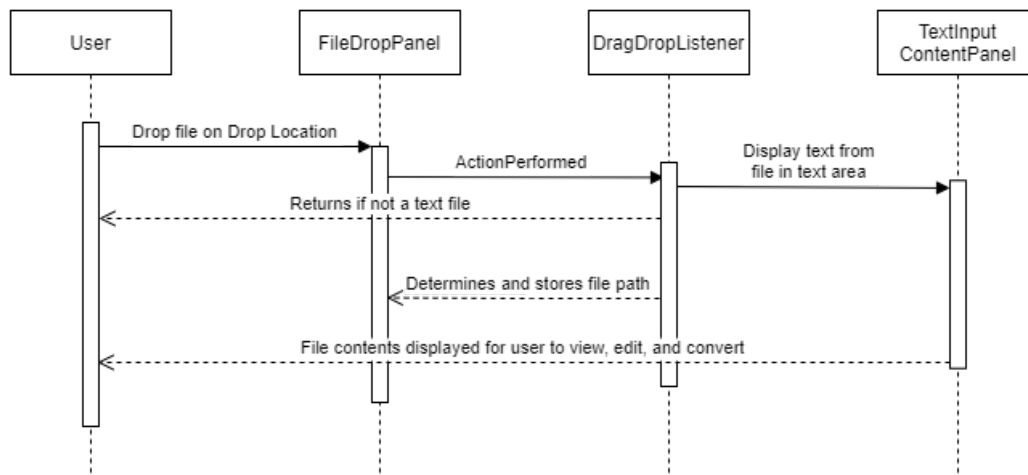 User
FileDropPanel
DragDropListener
TextInput
ContentPanel
Drop file on Drop Location
ActionPerformed
Display text from
file in text area
Returns if not a text file
Determines and stores file path
File contents displayed for user to view, edit, and convert